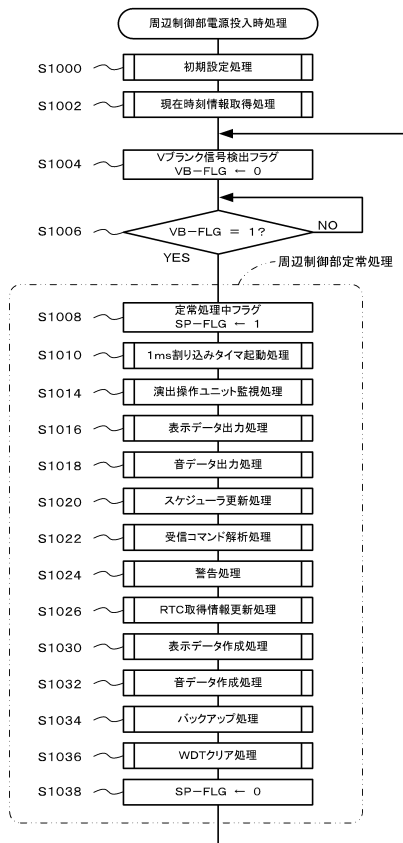 周辺制御部電源投入時処理
S1000 初期設定処理
S1002 現在時刻情報取得処理
S1004 Vブランク信号検出フラグ
VB-FLG ← 0
S1006 VB-FLG = 1?
NO
YES
周辺制御部定常処理
S1008 定常処理中フラグ
SP-FLG ← 1
S1010 1ms割り込みタイマ起動処理
S1014 演出操作ユニット監視処理
S1016 表示データ出力処理
S1018 音データ出力処理
S1020 スケジューラ更新処理
S1022 受信コマンド解析処理
S1024 警告処理
S1026 RTC取得情報更新処理
S1030 表示データ作成処理
S1032 音データ作成処理
S1034 バックアップ処理
S1036 WDTクリア処理
S1038 SP-FLG ← 0